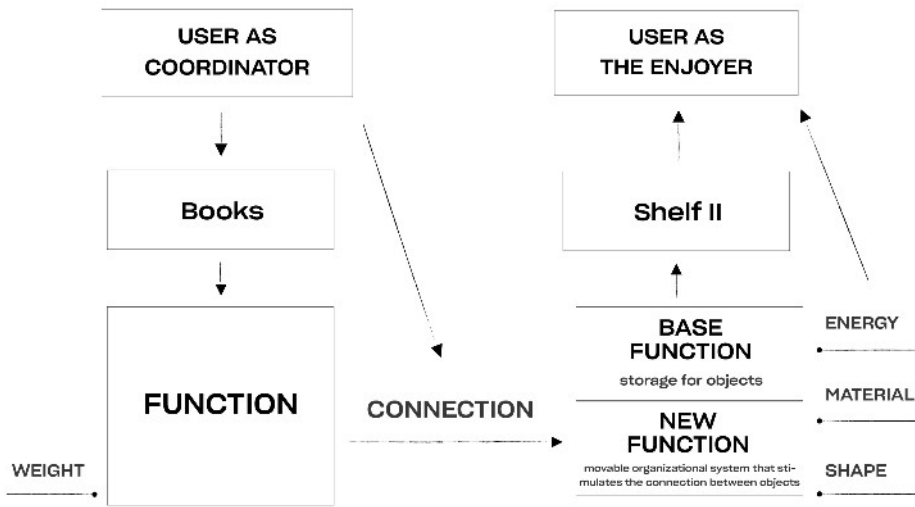 USER AS
COORDINATOR
USER AS
THE ENJOYER
Books
Shelf II
FUNCTION
CONNECTION
WEIGHT
BASE
FUNCTION
storage for objects
NEW
FUNCTION
movable organizational system that sti-
mulates the connection between objects
ENERGY
MATERIAL
SHAPE